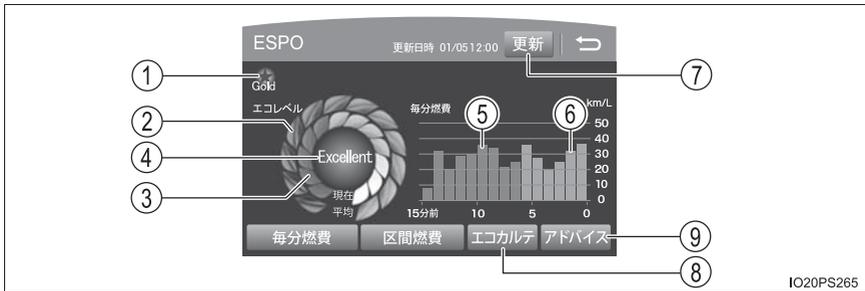 ESPO 更新日時 01/05 12:00 更新
① Gold ⑦
エコレベル 毎分燃費 ⑤ ⑥ km/L
② 50
40
④ Excellent 30
20
③ 現在 10
平均 0
15分前 10 5 0
毎分燃費 区間燃費 エコカルテ アドバイス ⑨
⑧
IO20PS265